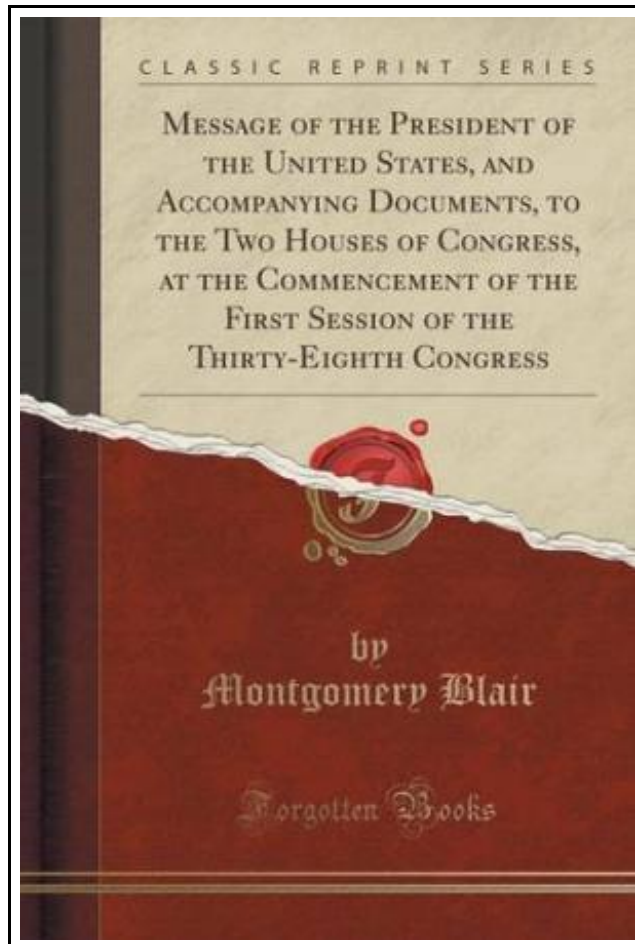 CLASSIC REPRINT SERIES
MESSAGE OF THE PRESIDENT OF
THE UNITED STATES, AND
ACCOMPANYING DOCUMENTS, TO
THE TWO HOUSES OF CONGRESS,
AT THE COMMENCEMENT OF THE
FIRST SESSION OF THE
THIRTY-EIGHTH CONGRESS
by
Montgomery Blair
Forgotten Books